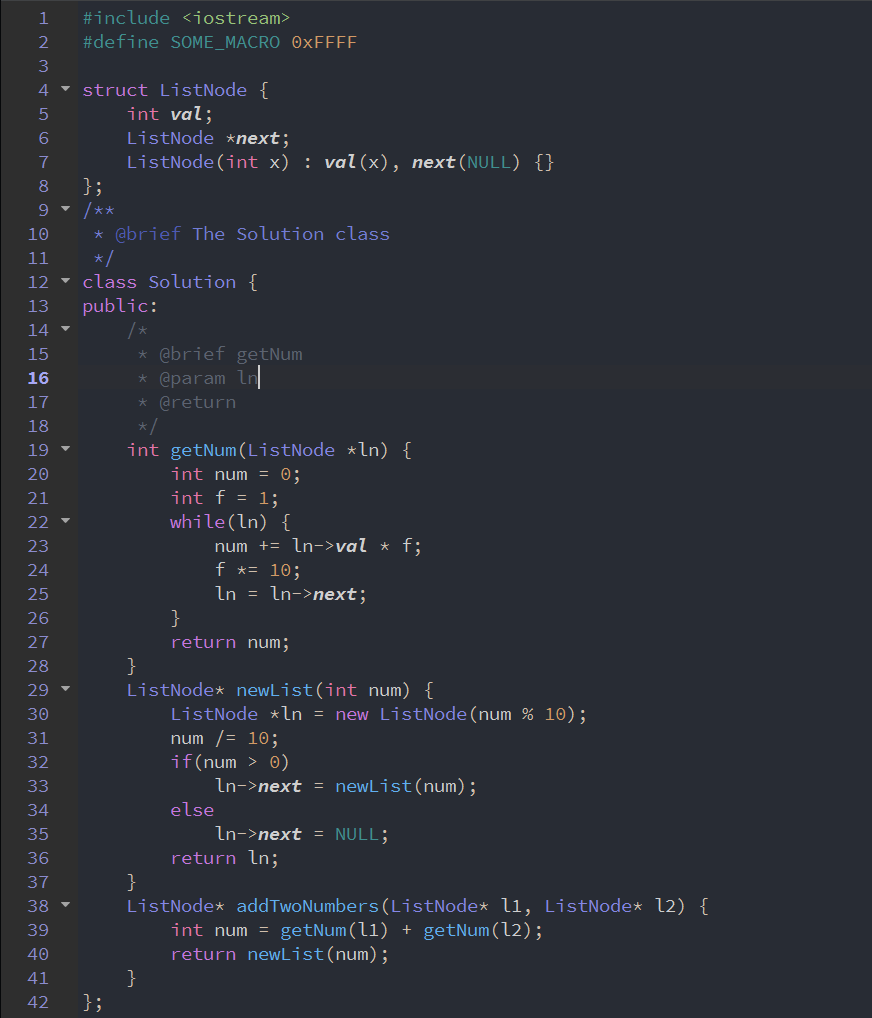 1 #include <iostream>
2 #define SOME_MACRO 0xFFFF
3
4 struct ListNode {
5     int val;
6     ListNode *next;
7     ListNode(int x) : val(x), next(NULL) {}
8 };
9 /**
10  * @brief The Solution class
11  */
12 class Solution {
13 public:
14     /*
15      * @brief getNum
16      * @param ln
17      * @return
18      */
19     int getNum(ListNode *ln) {
20         int num = 0;
21         int f = 1;
22         while(ln) {
23             num += ln->val * f;
24             f *= 10;
25             ln = ln->next;
26         }
27         return num;
28     }
29     ListNode* newList(int num) {
30         ListNode *ln = new ListNode(num % 10);
31         num /= 10;
32         if(num > 0)
33             ln->next = newList(num);
34         else
35             ln->next = NULL;
36         return ln;
37     }
38     ListNode* addTwoNumbers(ListNode* l1, ListNode* l2) {
39         int num = getNum(l1) + getNum(l2);
40         return newList(num);
41     }
42 };